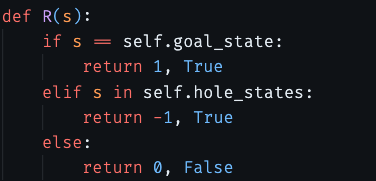 def R(s):
    if s == self.goal_state:
        return 1, True
    elif s in self.hole_states:
        return -1, True
    else:
        return 0, False